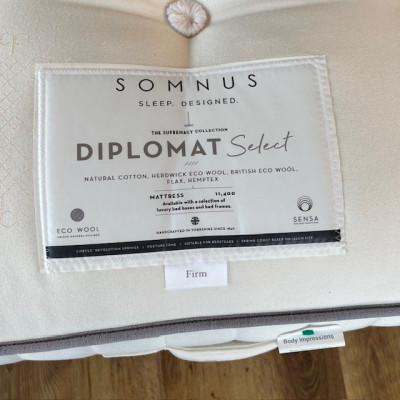 SOMNUS
SLEEP. DESIGNED.
THE SUPREMACY COLLECTION
DIPLOMAT Select
NATURAL COTTON, HERDWICK ECO WOOL, BRITISH ECO WOOL,
FLAX, HEMPTEX
MATTRESS 11,400
Available with a selection of
luxury bed bases and bed frames.
ECO WOOL
SENSA
HANDCRAFTED IN YORKSHIRE SINCE 1840
Firm
Body Impressions